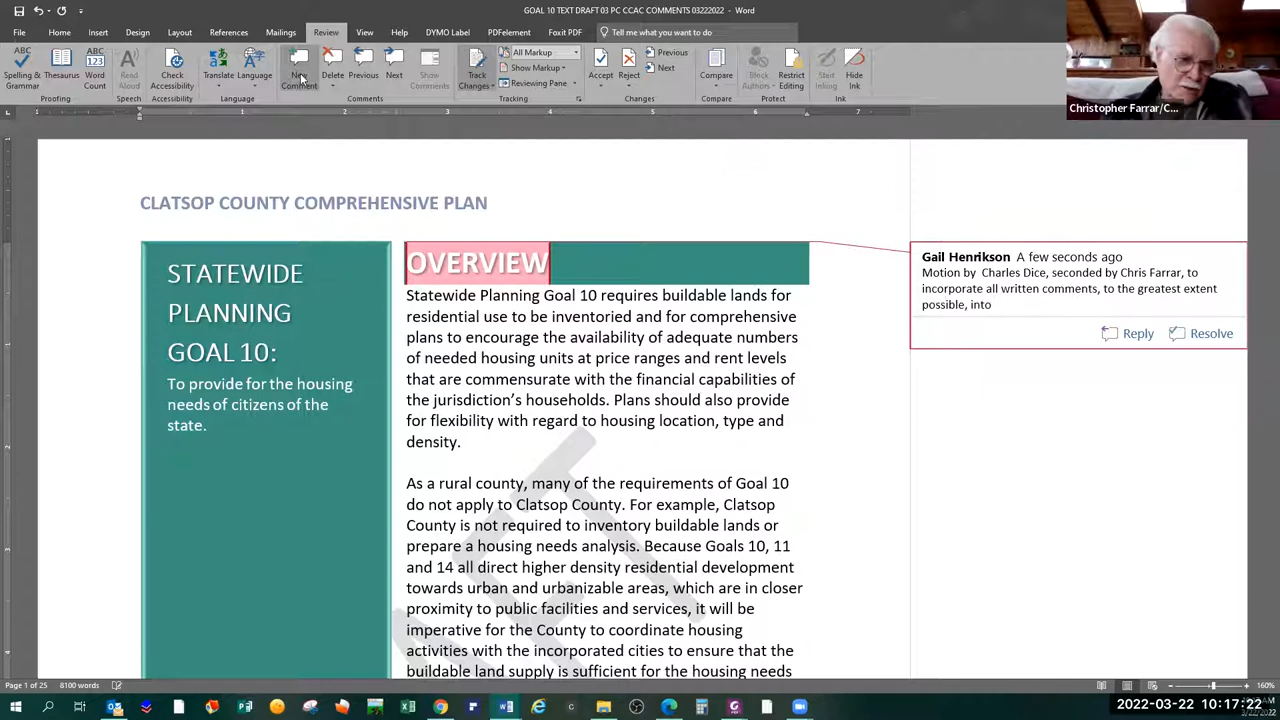 GOAL 10 TEXT DRAFT 03 PC CCAC COMMENTS 03222022 - Word
File Home Insert Design Layout References Mailings Review View Help DYMO Label PDFelement Foxit PDF Tell me what you want to do
Spelling & Grammar
Thesaurus
Word Count
Proofing
Read Aloud
Speech
Check Accessibility
Accessibility
Translate
Language
Language
New Comment
Delete
Previous
Next
Show Comments
Comments
Track Changes
All Markup
Show Markup
Reviewing Pane
Tracking
Accept
Reject
Previous
Next
Changes
Compare
Compare
Block Authors
Restrict Editing
Protect
Start Inking
Hide Ink
Ink
Christopher Farrar/C...
CLATSOP COUNTY COMPREHENSIVE PLAN
STATEWIDE
PLANNING
GOAL 10:
To provide for the housing
needs of citizens of the
state.
OVERVIEW
Statewide Planning Goal 10 requires buildable lands for
residential use to be inventoried and for comprehensive
plans to encourage the availability of adequate numbers
of needed housing units at price ranges and rent levels
that are commensurate with the financial capabilities of
the jurisdiction’s households. Plans should also provide
for flexibility with regard to housing location, type and
density.
As a rural county, many of the requirements of Goal 10
do not apply to Clatsop County. For example, Clatsop
County is not required to inventory buildable lands or
prepare a housing needs analysis. Because Goals 10, 11
and 14 all direct higher density residential development
towards urban and urbanizable areas, which are in closer
proximity to public facilities and services, it will be
imperative for the County to coordinate housing
activities with the incorporated cities to ensure that the
buildable land supply is sufficient for the housing needs
Gail Henrikson A few seconds ago
Motion by Charles Dice, seconded by Chris Farrar, to
incorporate all written comments, to the greatest extent
possible, into
Reply Resolve
Page 1 of 25 8100 words
160%
2022-03-22 10:17:22